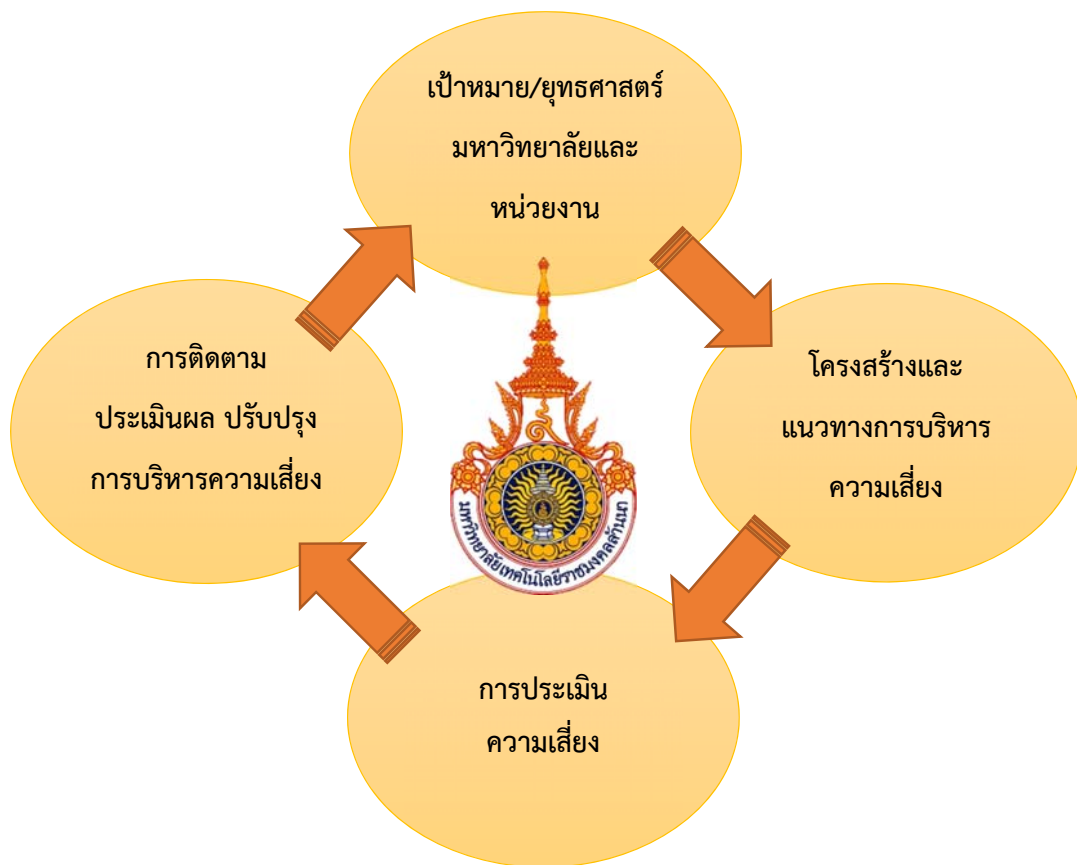 เป้าหมาย/ยุทธศาสตร์
มหาวิทยาลัยและ
หน่วยงาน
โครงสร้างและ
แนวทางการบริหาร
ความเสี่ยง
การประเมิน
ความเสี่ยง
การติดตาม
ประเมินผล ปรับปรุง
การบริหารความเสี่ยง
มหาวิทยาลัยเทคโนโลยีราชมงคลล้านนา